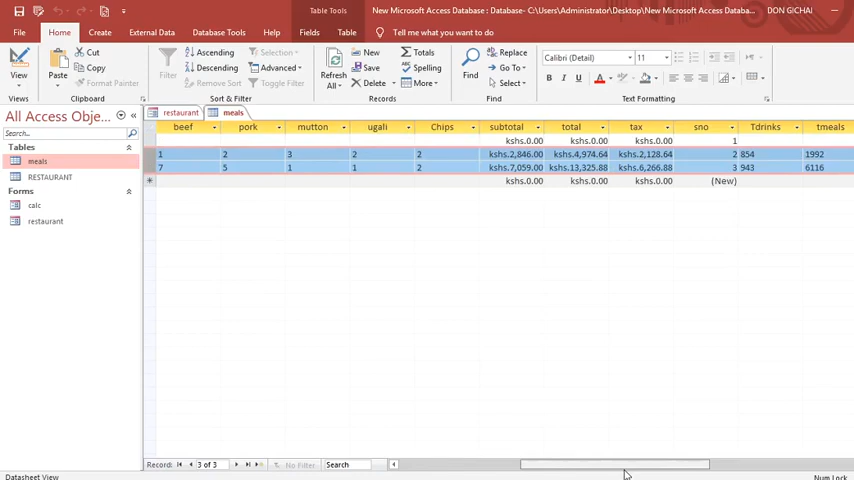 Table Tools
New Microsoft Access Database : Database- C:\Users\Administrator\Desktop\New Microsoft Access Databa...
DON GICHAI
File Home Create External Data Database Tools Help Fields Table Tell me what you want to do
View
Views
Paste
Cut
Copy
Format Painter
Clipboard
Filter
Ascending
Descending
Remove Sort
Selection
Advanced
Toggle Filter
Sort & Filter
Refresh
All
New
Save
Delete
Totals
Spelling
More
Records
Find
Replace
Go To
Select
Find
Calibri (Detail) 11
B I U A
Text Formatting
All Access Obje...
Search...
Tables
meals
RESTAURANT
Forms
calc
restaurant
restaurant meals
beef pork mutton ugali Chips subtotal total tax sno Tdrinks tmeals
kshs.0.00 kshs.0.00 kshs.0.00 1
1 2 3 2 2 kshs.2,846.00 kshs.4,974.64 kshs.2,128.64 2 854 1992
7 5 1 1 2 kshs.7,059.00 kshs.13,325.88 kshs.6,266.88 3 943 6116
kshs.0.00 kshs.0.00 kshs.0.00 (New)
Record: 3 of 3 No Filter Search
Datasheet View Num Lock